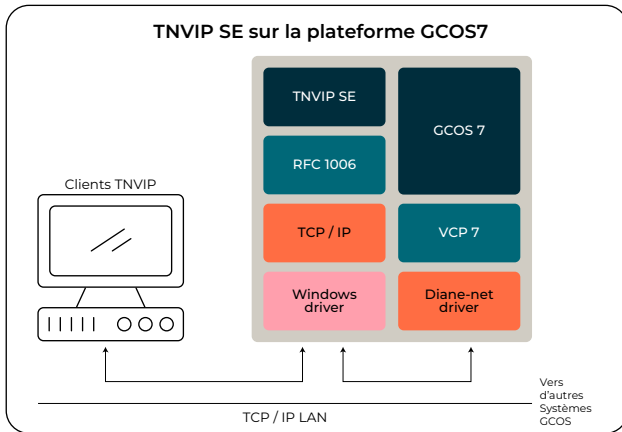 TNVIP SE sur la plateforme GCOS7
TNVIP SE
GCOS 7
RFC 1006
Clients TNVIP
TCP / IP
VCP 7
Windows
driver
Diane-net
driver
Vers
d'autres
Systèmes
GCOS
TCP / IP LAN